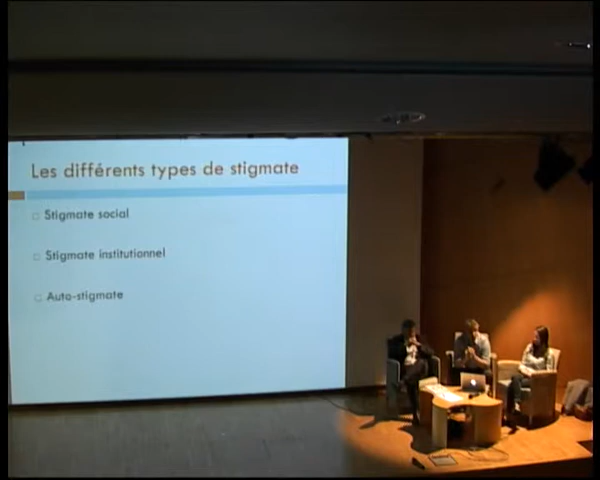 Les différents types de stigmate
Stigmate social
Stigmate institutionnel
Auto-stigmate